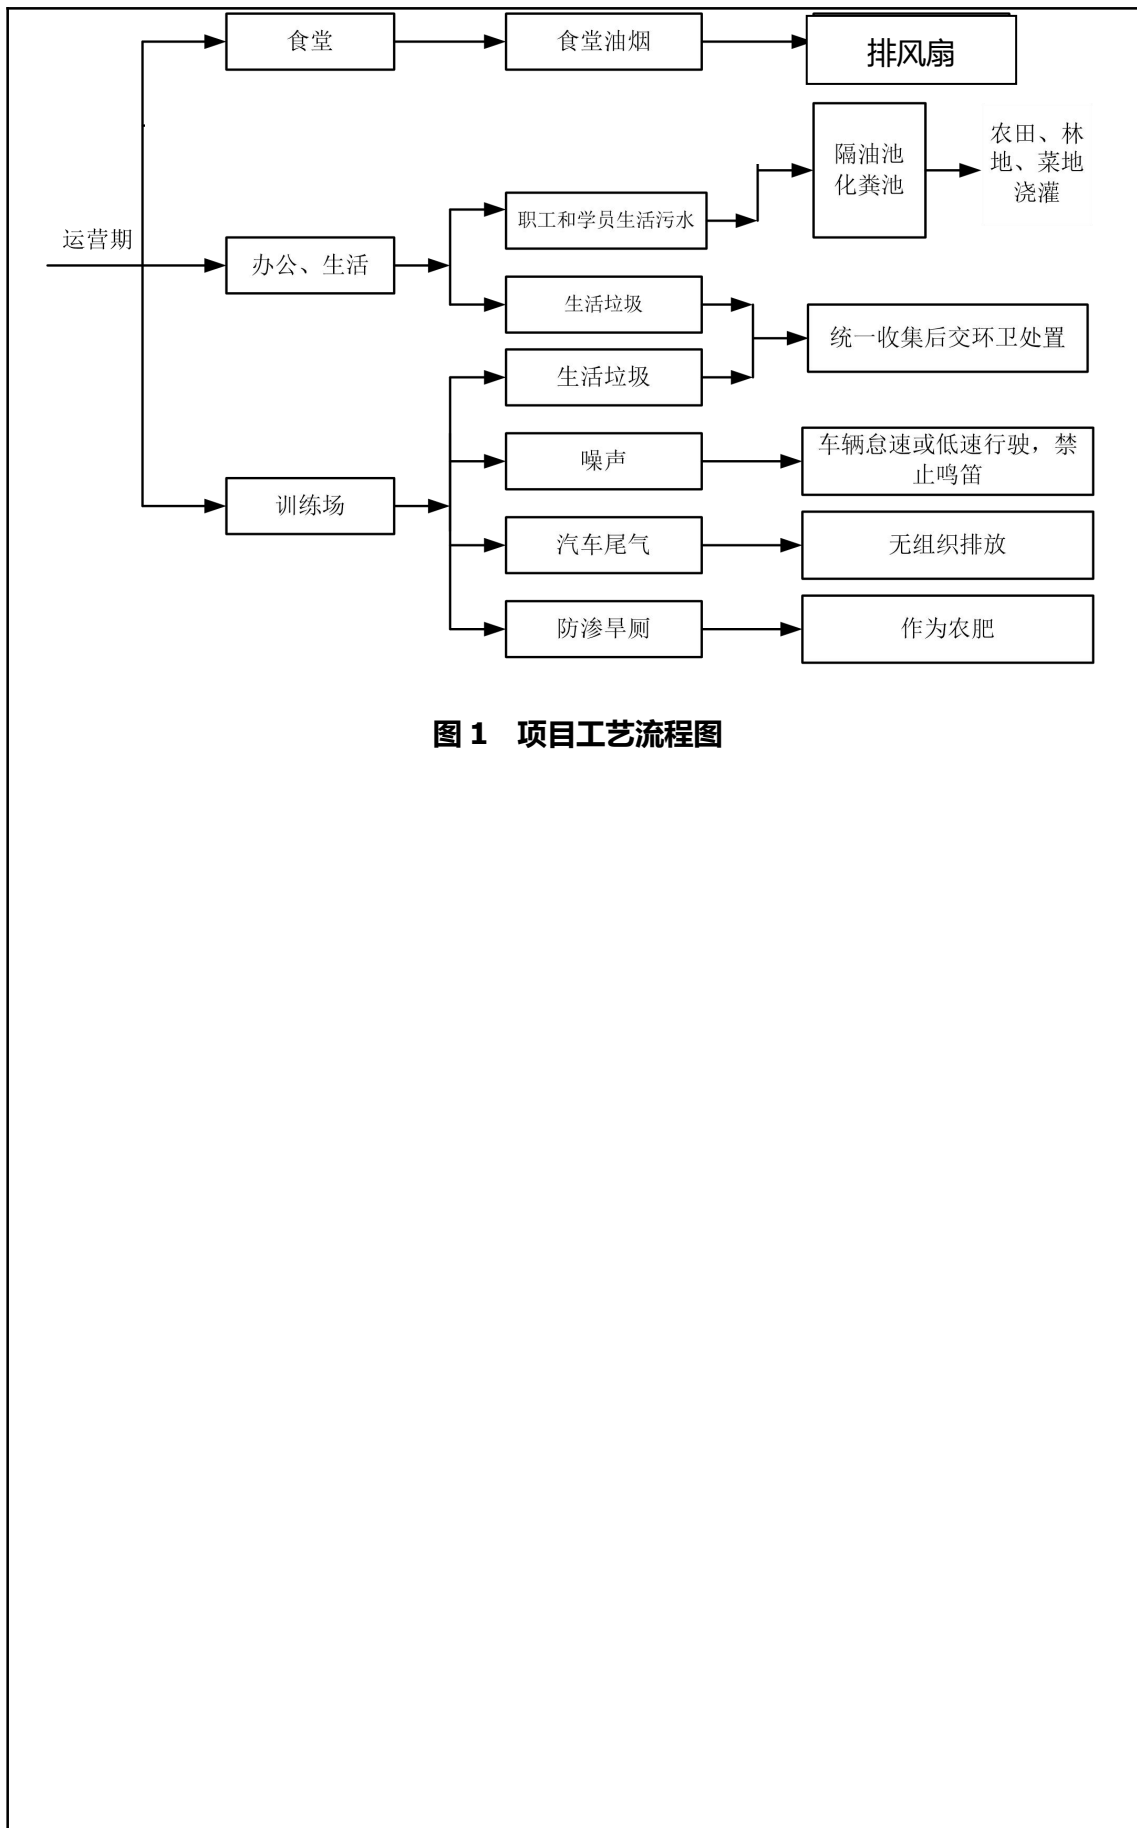 食堂
食堂油烟
排风扇
隔油池
化粪池
农田、林
地、菜地
浇灌
职工和学员生活污水
运营期
办公、生活
生活垃圾
统一收集后交环卫处置
生活垃圾
噪声
车辆怠速或低速行驶，禁
止鸣笛
训练场
汽车尾气
无组织排放
防渗旱厕
作为农肥
图 1　项目工艺流程图